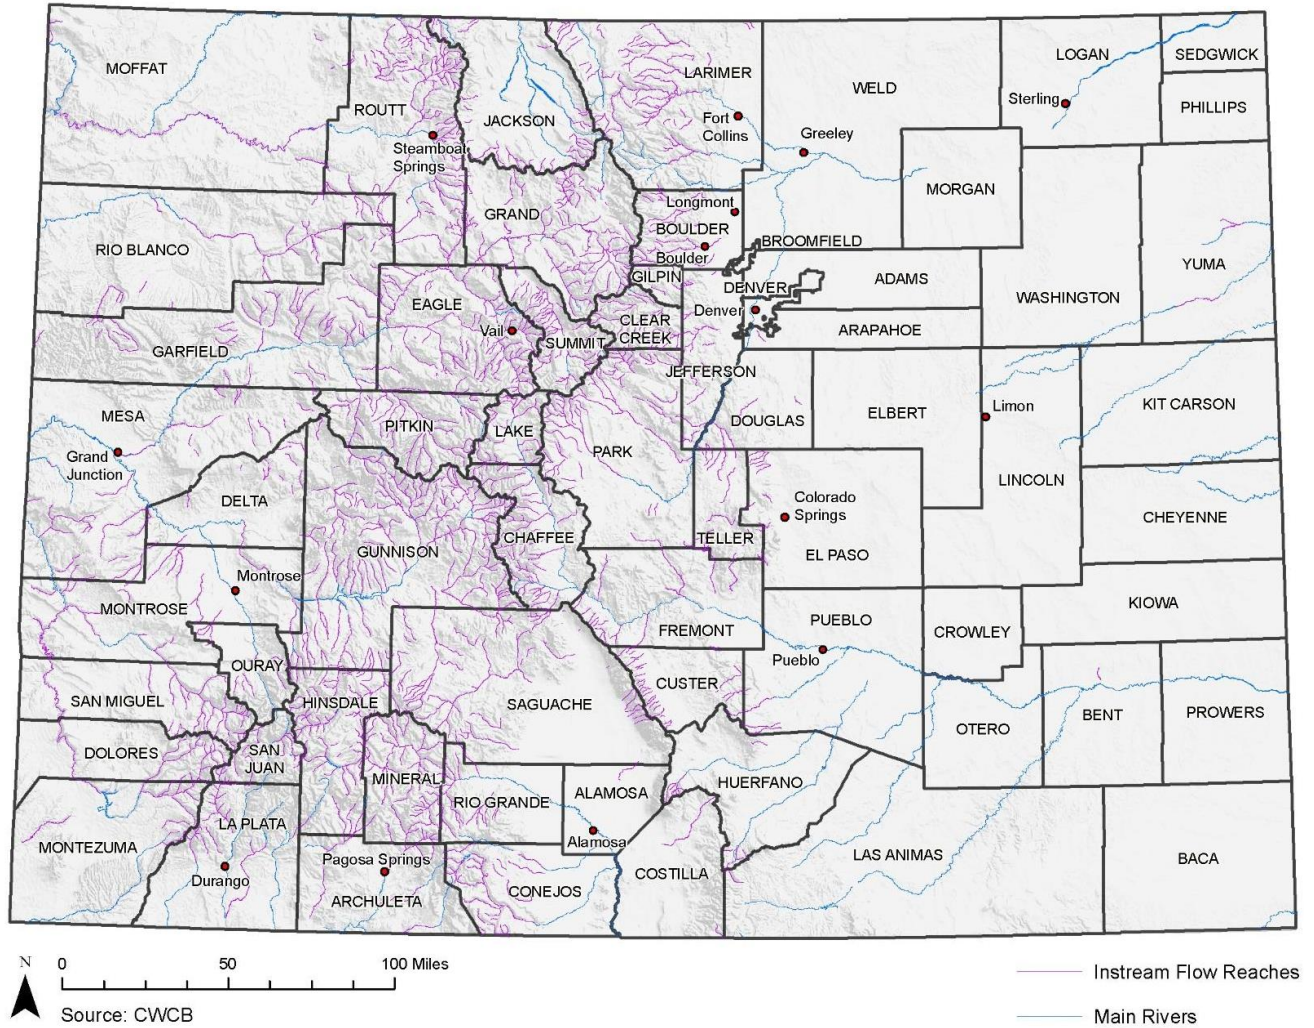 MOFFAT
ROUTT
JACKSON
LARIMER
WELD
LOGAN
SEDGWICK
PHILLIPS
Sterling
Fort
Collins
Greeley
Steamboat
Springs
MORGAN
GRAND
Longmont
BOULDER
Boulder
BROOMFIELD
RIO BLANCO
GILPIN
DENVER
ADAMS
YUMA
WASHINGTON
EAGLE
Vail
Denver
CLEAR
CREEK
ARAPAHOE
SUMMIT
GARFIELD
JEFFERSON
MESA
PITKIN
LAKE
PARK
DOUGLAS
ELBERT
Limon
KIT CARSON
Grand
Junction
DELTA
LINCOLN
Colorado
Springs
CHEYENNE
GUNNISON
CHAFFEE
TELLER
EL PASO
Montrose
MONTROSE
KIOWA
FREMONT
PUEBLO
CROWLEY
Pueblo
OURAY
CUSTER
SAN MIGUEL
HINSDALE
SAGUACHE
OTERO
BENT
PROWERS
DOLORES
SAN
JUAN
MINERAL
RIO GRANDE
ALAMOSA
HUERFANO
LA PLATA
Alamosa
MONTEZUMA
Pagosa Springs
Durango
ARCHULETA
CONEJOS
COSTILLA
LAS ANIMAS
BACA
N
0 50 100 Miles
Source: CWCB
Instream Flow Reaches
Main Rivers